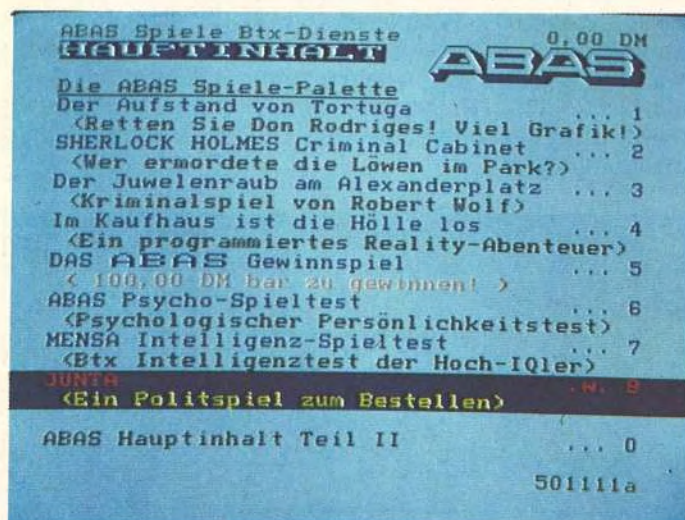 ABAS Spiele Btx-Dienste 0,00 DM
HAUPTINHALT ABAS
Die ABAS Spiele-Palette
Der Aufstand von Tortuga ... 1
<Retten Sie Don Rodriges! Viel Grafik!>
SHERLOCK HOLMES Criminal Cabinet ... 2
<Wer ermordete die Löwen im Park?>
Der Juwelenraub am Alexanderplatz ... 3
<Kriminalspiel von Robert Wolf>
Im Kaufhaus ist die Hölle los ... 4
<Ein programmiertes Reality-Abenteuer>
DAS ABAS Gewinnspiel ... 5
< 100,00 DM bar zu gewinnen! >
ABAS Psycho-Spieltest ... 6
<Psychologischer Persönlichkeitstest>
MENSA Intelligenz-Spieltest ... 7
<Btx Intelligenztest der Hoch-IQler>
JUNTA .w. 9
<Ein Politspiel zum Bestellen>
ABAS Hauptinhalt Teil II ... 0
501111a